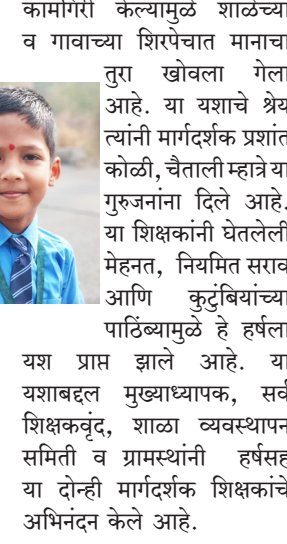 कामगिरी केल्यामुळे शाळेच्या
व गावाच्या शिरपेचात मानाचा
तुरा खोवला गेला
आहे. या यशाचे श्रेय
त्यांनी मार्गदर्शक प्रशांत
कोळी, चैताली म्हात्रे या
गुरुजनांना दिले आहे.
या शिक्षकांनी घेतलेली
मेहनत, नियमित सराव
आणि कुटुंबियांच्या
पाठिंब्यामुळे हे हर्षला
यश प्राप्त झाले आहे. या
यशाबद्दल मुख्याध्यापक, सर्व
शिक्षकवृंद, शाळा व्यवस्थापन
समिती व ग्रामस्थांनी हर्षसह
या दोन्ही मार्गदर्शक शिक्षकांचे
अभिनंदन केले आहे.